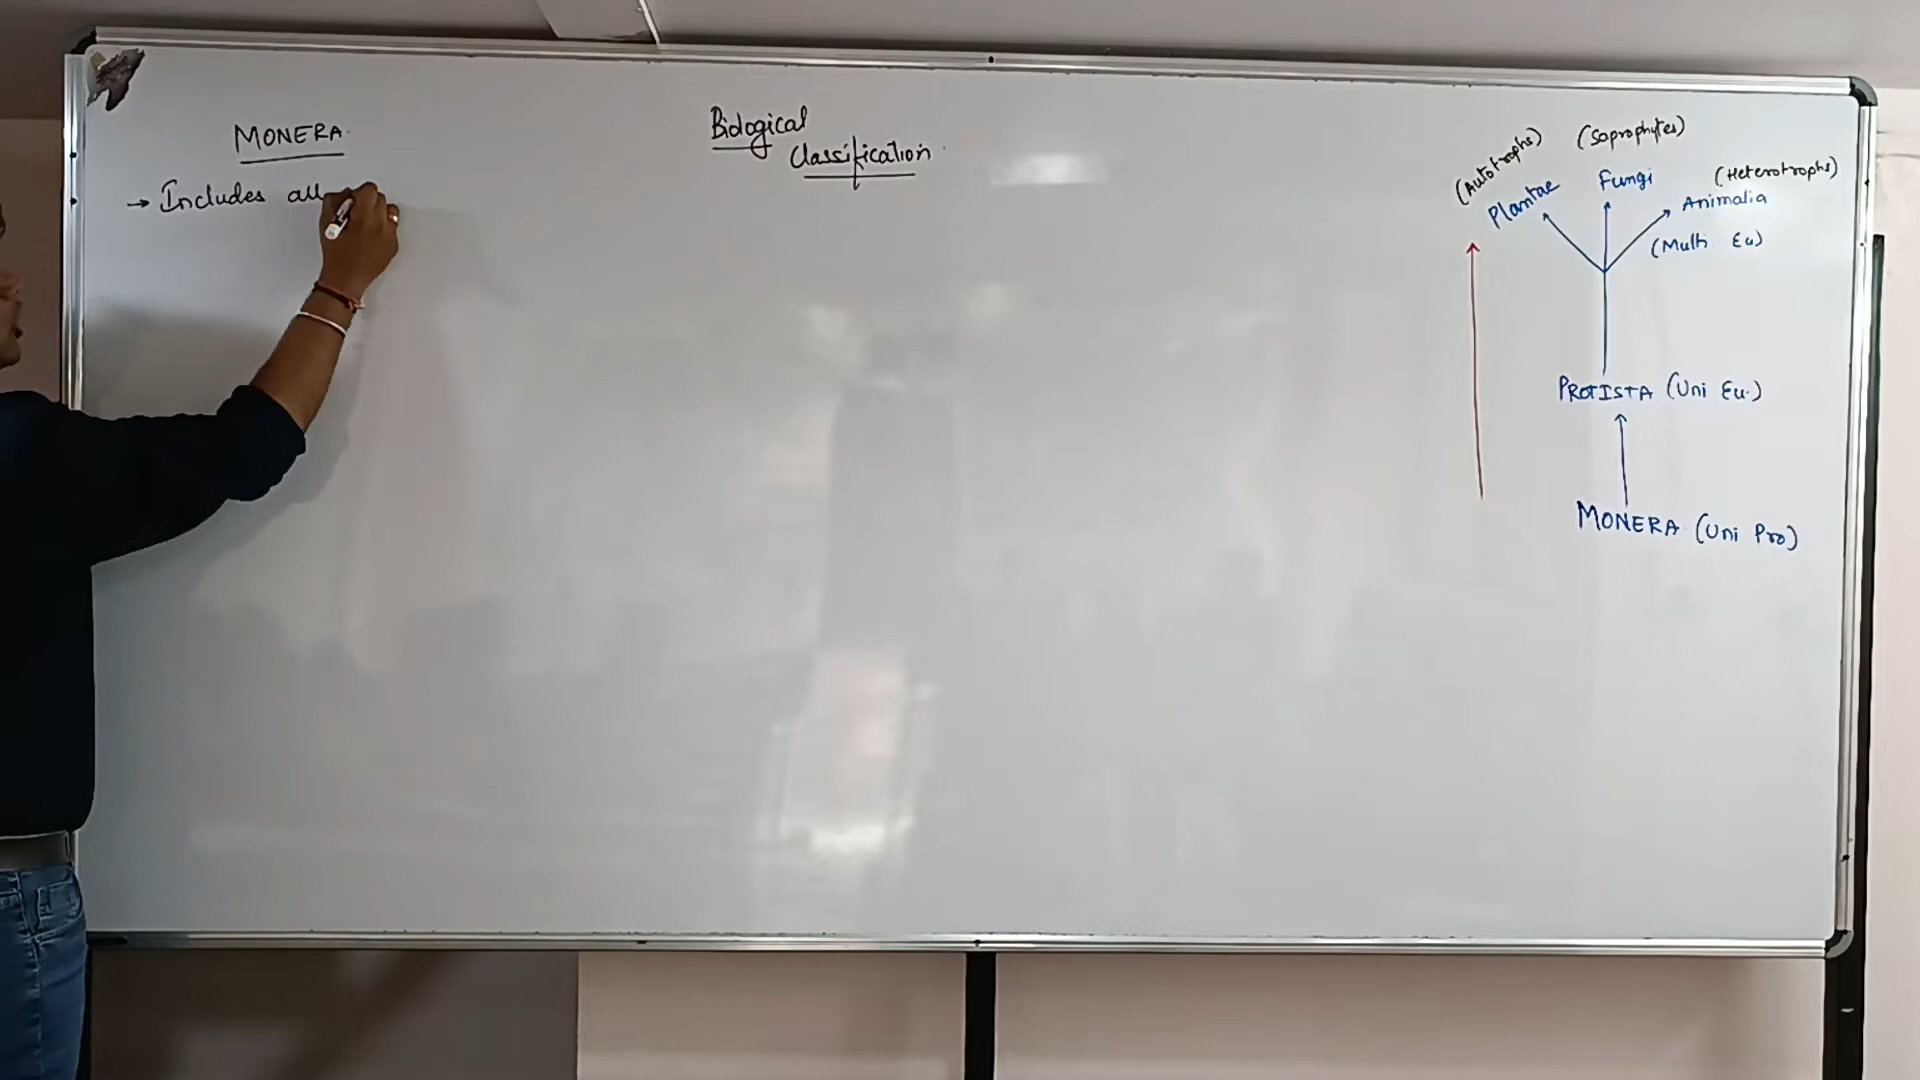 MONERA
→ Includes all
Biological
Classification
(Autotrophs)
Plantae
(Saprophytes)
Fungi
(Heterotrophs)
Animalia
(Multi Eu)
PROTISTA (Uni Eu.)
MONERA (Uni Pro)